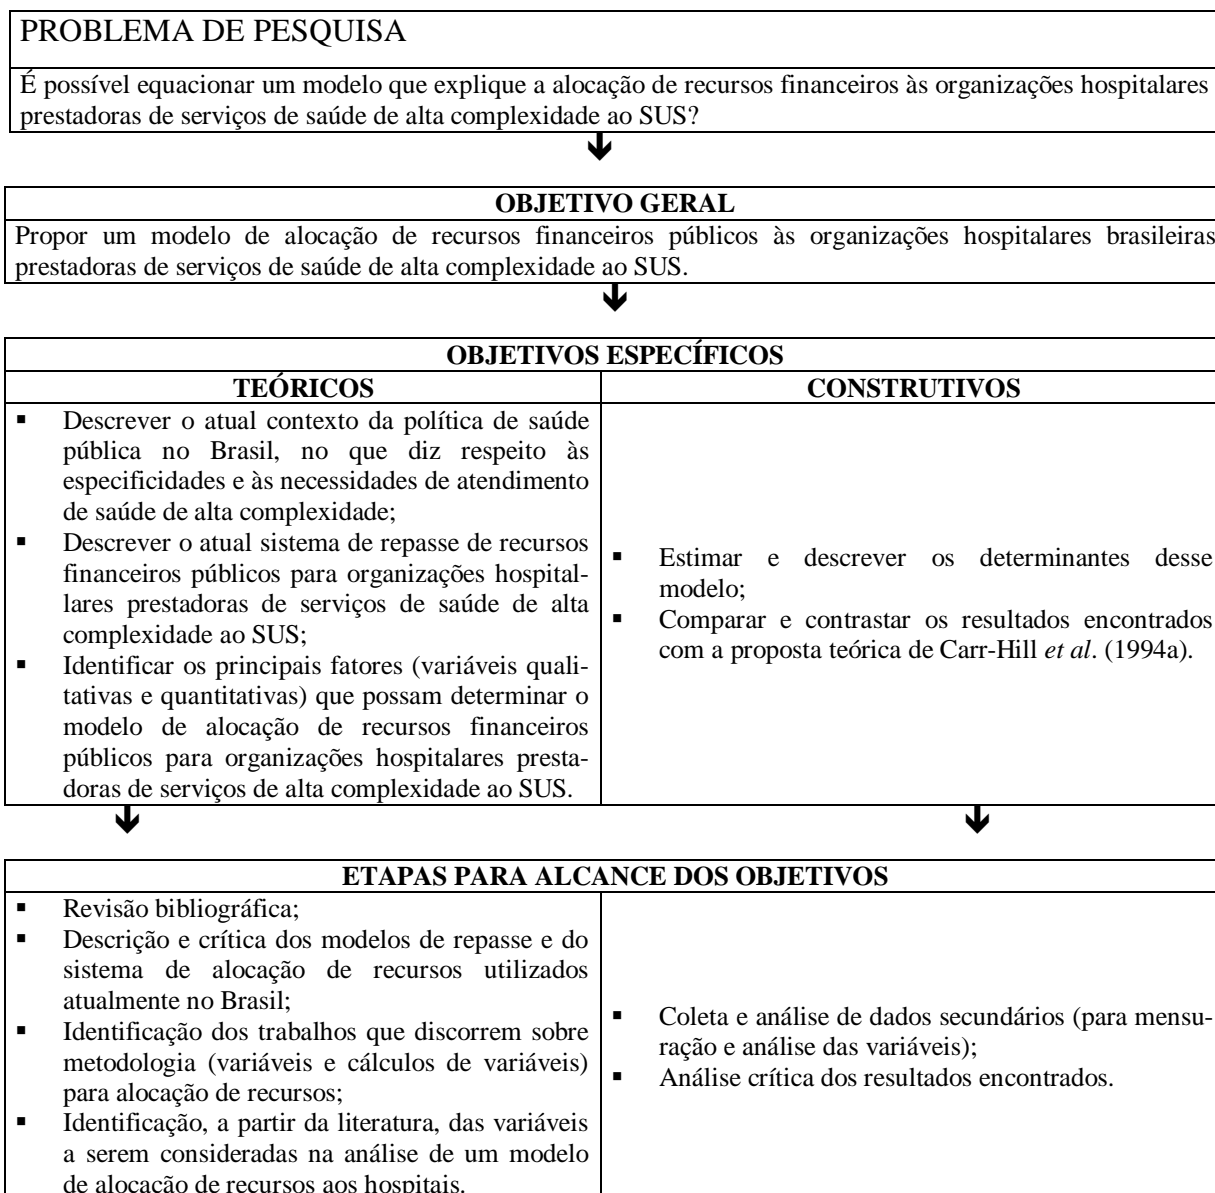 PROBLEMA DE PESQUISA
É possível equacionar um modelo que explique a alocação de recursos financeiros às organizações hospitalares
prestadoras de serviços de saúde de alta complexidade ao SUS?
OBJETIVO GERAL
Propor um modelo de alocação de recursos financeiros públicos às organizações hospitalares brasileiras
prestadoras de serviços de saúde de alta complexidade ao SUS.
OBJETIVOS ESPECÍFICOS
TEÓRICOS
▪ Descrever o atual contexto da política de saúde
pública no Brasil, no que diz respeito às
especificidades e às necessidades de atendimento
de saúde de alta complexidade;
▪ Descrever o atual sistema de repasse de recursos
financeiros públicos para organizações hospital-
lares prestadoras de serviços de saúde de alta
complexidade ao SUS;
▪ Identificar os principais fatores (variáveis quali-
tativas e quantitativas) que possam determinar o
modelo de alocação de recursos financeiros
públicos para organizações hospitalares presta-
doras de serviços de alta complexidade ao SUS.
CONSTRUTIVOS
▪ Estimar e descrever os determinantes desse
modelo;
▪ Comparar e contrastar os resultados encontrados
com a proposta teórica de Carr-Hill et al. (1994a).
ETAPAS PARA ALCANCE DOS OBJETIVOS
▪ Revisão bibliográfica;
▪ Descrição e crítica dos modelos de repasse e do
sistema de alocação de recursos utilizados
atualmente no Brasil;
▪ Identificação dos trabalhos que discorrem sobre
metodologia (variáveis e cálculos de variáveis)
para alocação de recursos;
▪ Identificação, a partir da literatura, das variáveis
a serem consideradas na análise de um modelo
de alocação de recursos aos hospitais.
▪ Coleta e análise de dados secundários (para mensu-
ração e análise das variáveis);
▪ Análise crítica dos resultados encontrados.